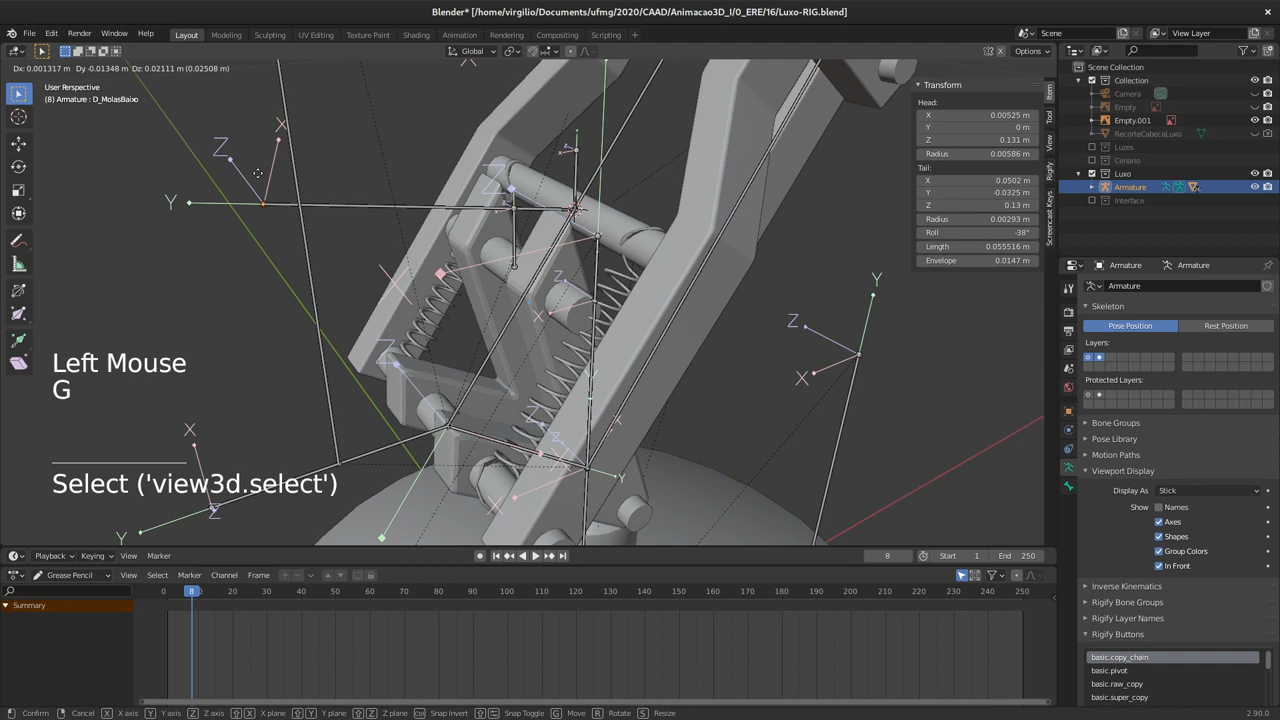 Blender* [/home/virgilio/Documents/ufmg/2020/CAAD/Animacao3D_I/0_ERE/16/Luxo-RIG.blend]
File Edit Render Window Help Layout Modeling Sculpting UV Editing Texture Paint Shading Animation Rendering Compositing Scripting + Scene View Layer
Global Options
Dx: 0.001317 m Dy -0.01348 m Dz: 0.02111 m (0.02508 m)
User Perspective
(8) Armature : D_MolasBaixo
Transform
Head:
X 0.00525 m
Y 0 m
Z 0.131 m
Radius 0.00586 m
Tail:
X 0.0502 m
Y -0.0325 m
Z 0.13 m
Radius 0.00293 m
Roll -38°
Length 0.055516 m
Envelope 0.0147 m
Item
Tool
View
Rigify
Screencast Keys
Scene Collection
Collection
Camera
Empty
Empty.001
RecorteCabecaLuxo
Luzes
Cenario
Luxo
Armature
Interface
Left Mouse
G
Select ('view3d.select')
Armature Armature
Armature
Skeleton
Pose Position Rest Position
Layers:
Protected Layers:
Bone Groups
Pose Library
Motion Paths
Viewport Display
Display As Stick
Show Names
Axes
Shapes
Group Colors
In Front
Inverse Kinematics
Rigify Bone Groups
Rigify Layer Names
Rigify Buttons
basic.copy_chain
basic.pivot
basic.raw_copy
basic.super_copy
Playback Keying View Marker 8 Start 1 End 250
Grease Pencil View Select Marker Channel Frame
0 8 20 30 40 50 60 70 80 90 100 110 120 130 140 150 160 170 180 190 200 210 220 230 240 250
Summary
Confirm Cancel X X axis Y Y axis Z Z axis X X plane Y Y plane Z Z plane Snap Invert Snap Toggle G Move R Rotate S Resize 2.90.0